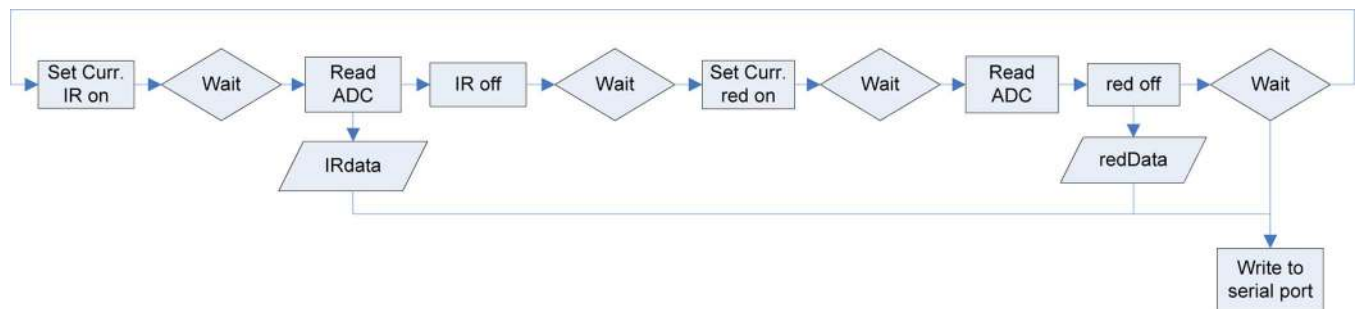 Set Curr.
IR on
Wait
Read
ADC
IR off
Wait
Set Curr.
red on
Wait
Read
ADC
red off
Wait
IRdata
redData
Write to
serial port